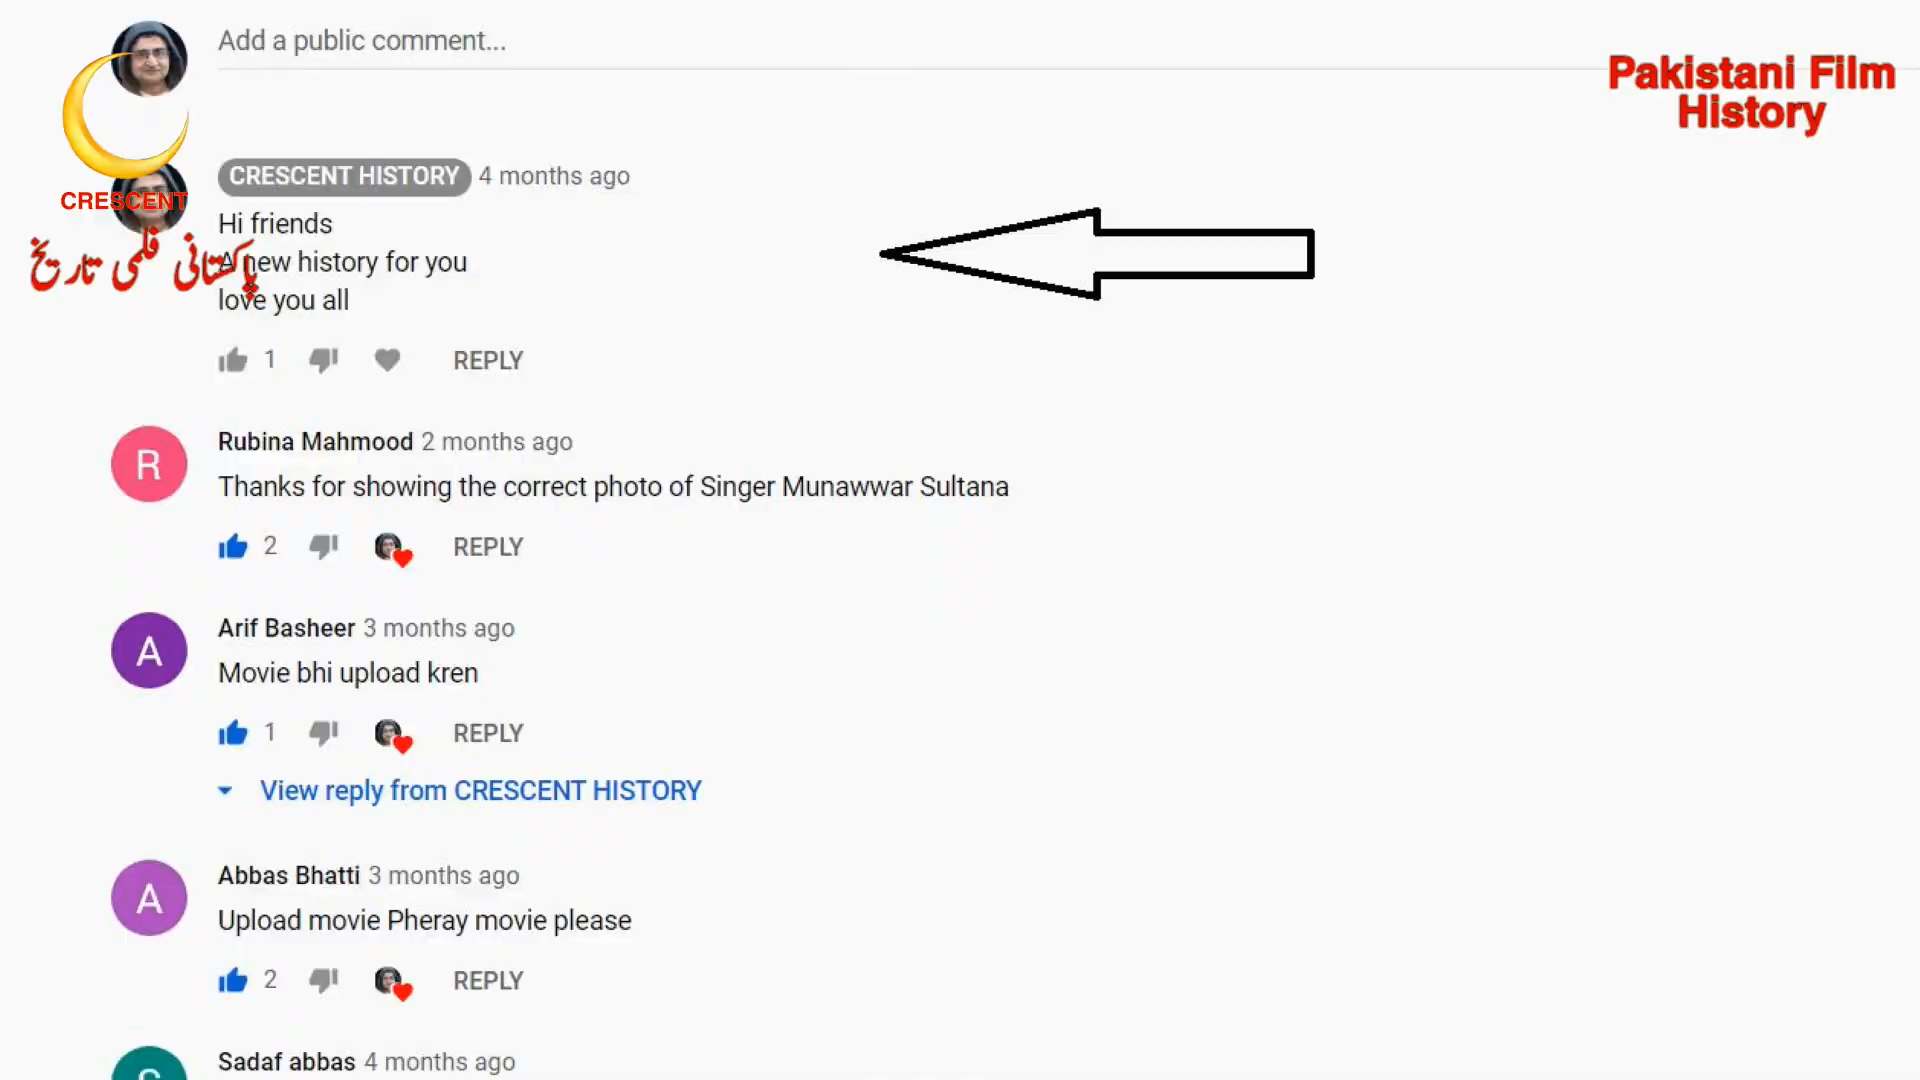 Add a public comment...
Pakistani Film
History
CRESCENT HISTORY 4 months ago
CRESCENT
Hi friends
پاکستانی فلمی تاریخ
A new history for you
love you all
1 REPLY
R
Rubina Mahmood 2 months ago
Thanks for showing the correct photo of Singer Munawwar Sultana
2 REPLY
A
Arif Basheer 3 months ago
Movie bhi upload kren
1 REPLY
View reply from CRESCENT HISTORY
A
Abbas Bhatti 3 months ago
Upload movie Pheray movie please
2 REPLY
Sadaf abbas 4 months ago